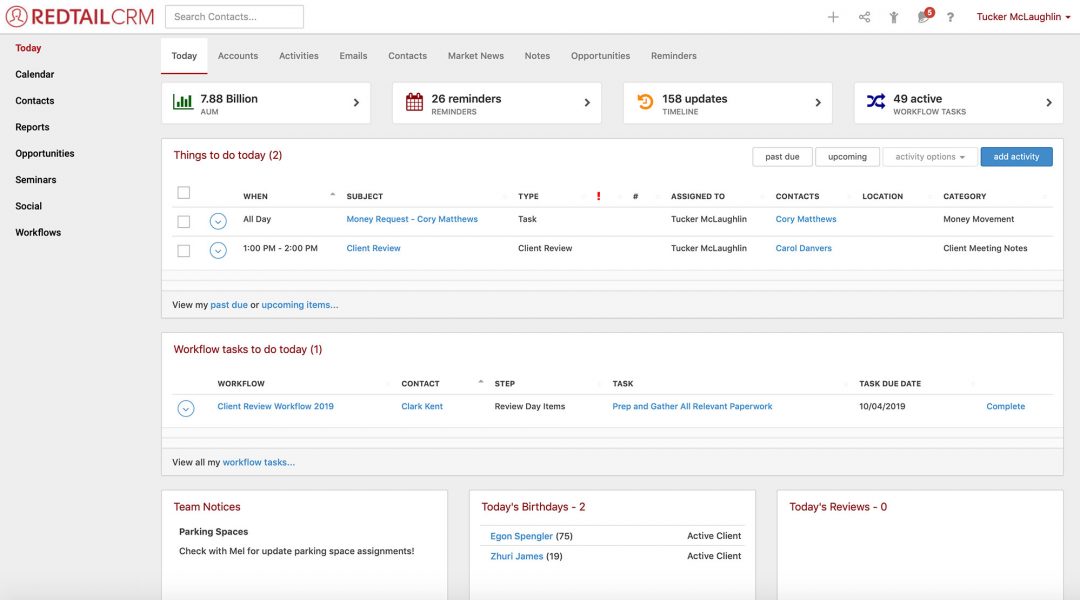 REDTAILCRM Search Contacts... 5 ? Tucker McLaughlin
Today
Calendar
Contacts
Reports
Opportunities
Seminars
Social
Workflows
Today Accounts Activities Emails Contacts Market News Notes Opportunities Reminders
7.88 Billion
AUM
26 reminders
REMINDERS
158 updates
TIMELINE
49 active
WORKFLOW TASKS
Things to do today (2) past due upcoming activity options add activity
WHEN SUBJECT TYPE ! # ASSIGNED TO CONTACTS LOCATION CATEGORY
All Day Money Request - Cory Matthews Task Tucker McLaughlin Cory Matthews Money Movement
1:00 PM - 2:00 PM Client Review Client Review Tucker McLaughlin Carol Danvers Client Meeting Notes
View my past due or upcoming items...
Workflow tasks to do today (1)
WORKFLOW CONTACT STEP TASK TASK DUE DATE
Client Review Workflow 2019 Clark Kent Review Day Items Prep and Gather All Relevant Paperwork 10/04/2019 Complete
View all my workflow tasks...
Team Notices
Parking Spaces
Check with Mel for update parking space assignments!
Today's Birthdays - 2
Egon Spengler (75) Active Client
Zhuri James (19) Active Client
Today's Reviews - 0